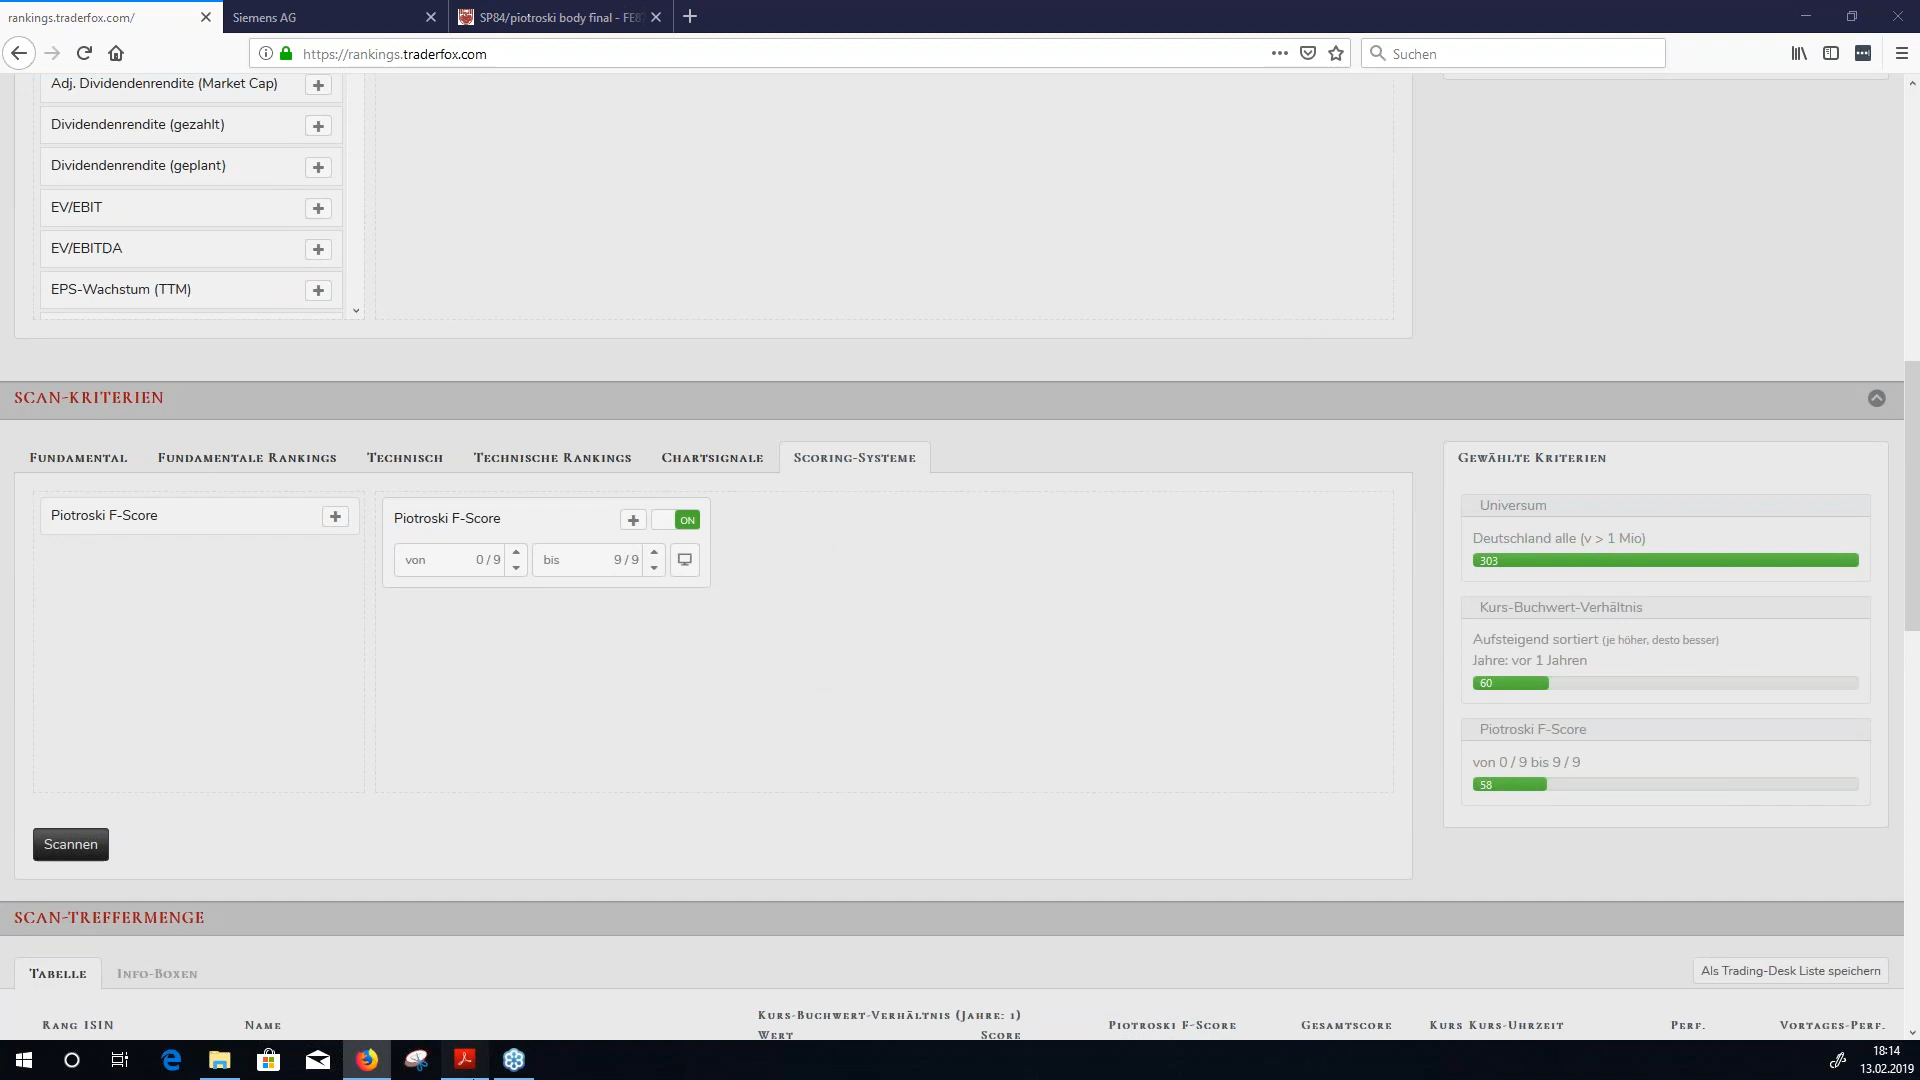 rankings.traderfox.com/
Siemens AG
SP84/piotroski body final - FE87
https://rankings.traderfox.com
Suchen
Adj. Dividendenrendite (Market Cap)
Dividendenrendite (gezahlt)
Dividendenrendite (geplant)
EV/EBIT
EV/EBITDA
EPS-Wachstum (TTM)
SCAN-KRITERIEN
Fundamental
Fundamentale Rankings
Technisch
Technische Rankings
Chartsignale
Scoring-Systeme
Gewählte Kriterien
Piotroski F-Score
Piotroski F-Score
ON
von 0 / 9
bis 9 / 9
Universum
Deutschland alle (v > 1 Mio)
303
Kurs-Buchwert-Verhältnis
Aufsteigend sortiert (je höher, desto besser)
Jahre: vor 1 Jahren
60
Piotroski F-Score
von 0 / 9 bis 9 / 9
58
Scannen
SCAN-TREFFERMENGE
Tabelle
Info-Boxen
Als Trading-Desk Liste speichern
Rang ISIN
Name
Kurs-Buchwert-Verhältnis (Jahre: 1)
Wert
Score
Piotroski F-Score
Gesamtscore
Kurs Kurs-Uhrzeit
Perf.
Vortages-Perf.
18:14
13.02.2019